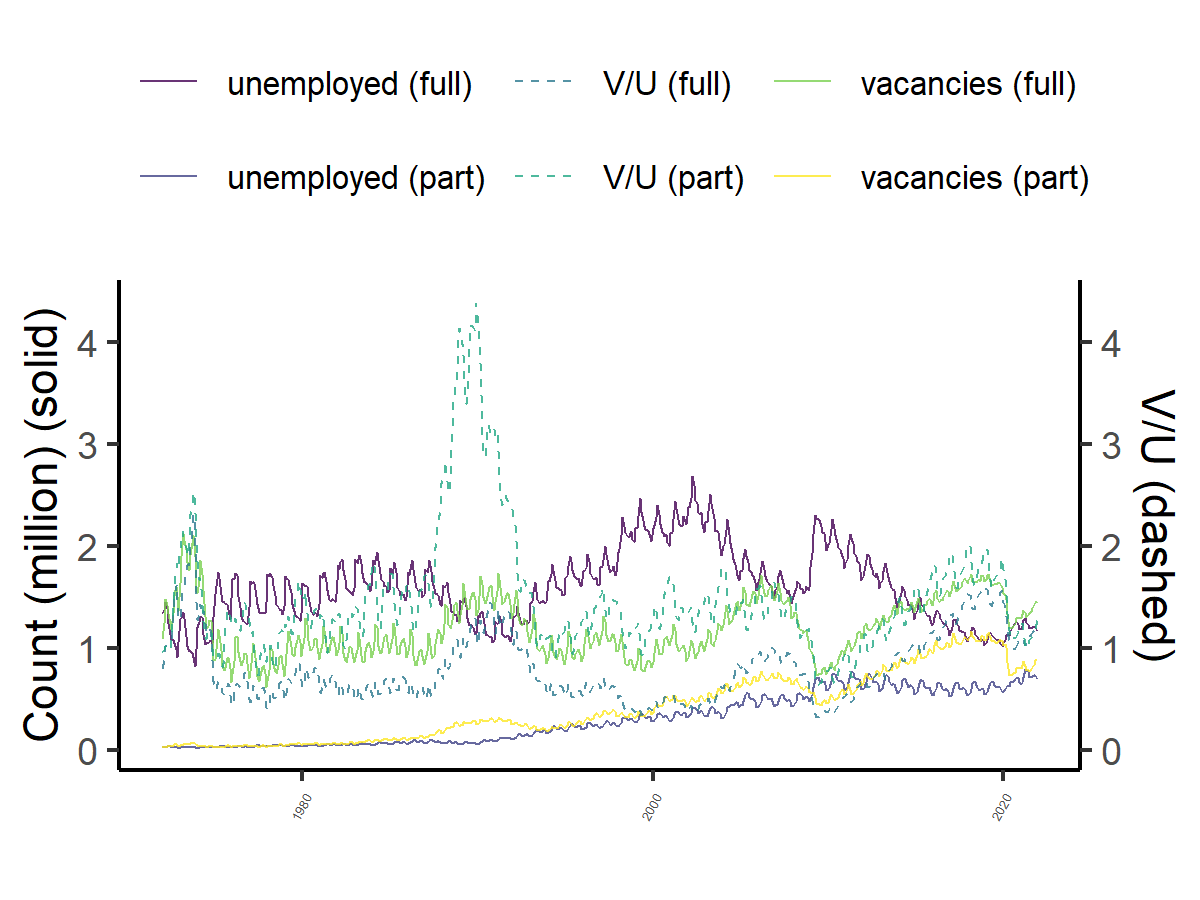 unemployed (full) V/U (full) vacancies (full)
unemployed (part) V/U (part) vacancies (part)
Count (million) (solid)
4
3
2
1
0
4
3
2
1
0
V/U (dashed)
1980 2000 2020